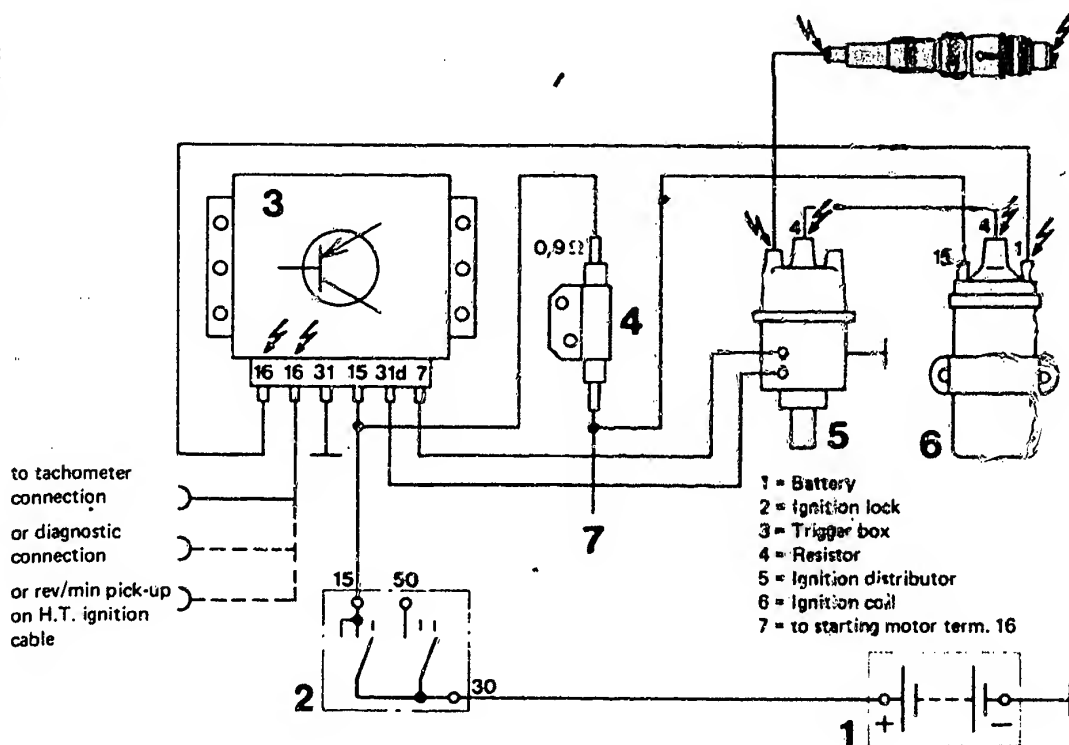 3
0,9Ω
4
4
4
15
1
16 16 31 15 31d 7
5
6
7
to tachometer
connection
or diagnostic
connection
or rev/min pick-up
on H.T. ignition
cable
1 = Battery
2 = Ignition lock
3 = Trigger box
4 = Resistor
5 = Ignition distributor
6 = Ignition coil
7 = to starting motor term. 16
15 50
30
2
1
+ −